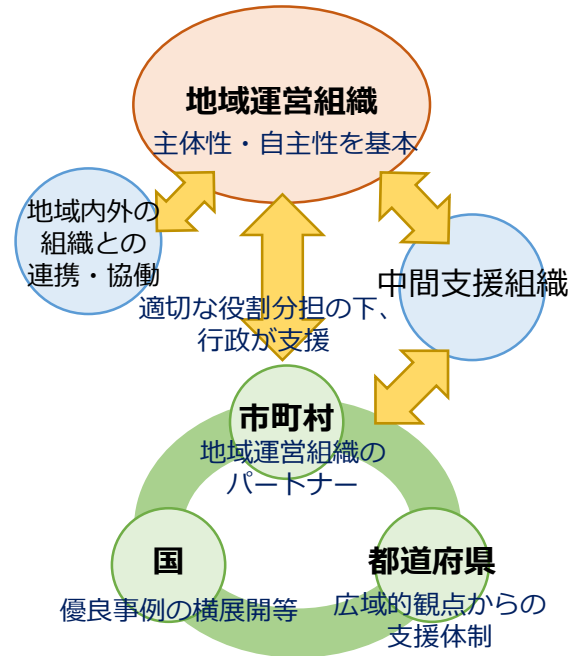 地域運営組織
主体性・自主性を基本
地域内外の
組織との
連携・協働
中間支援組織
適切な役割分担の下、
行政が支援
市町村
地域運営組織の
パートナー
国
優良事例の横展開等
都道府県
広域的観点からの
支援体制